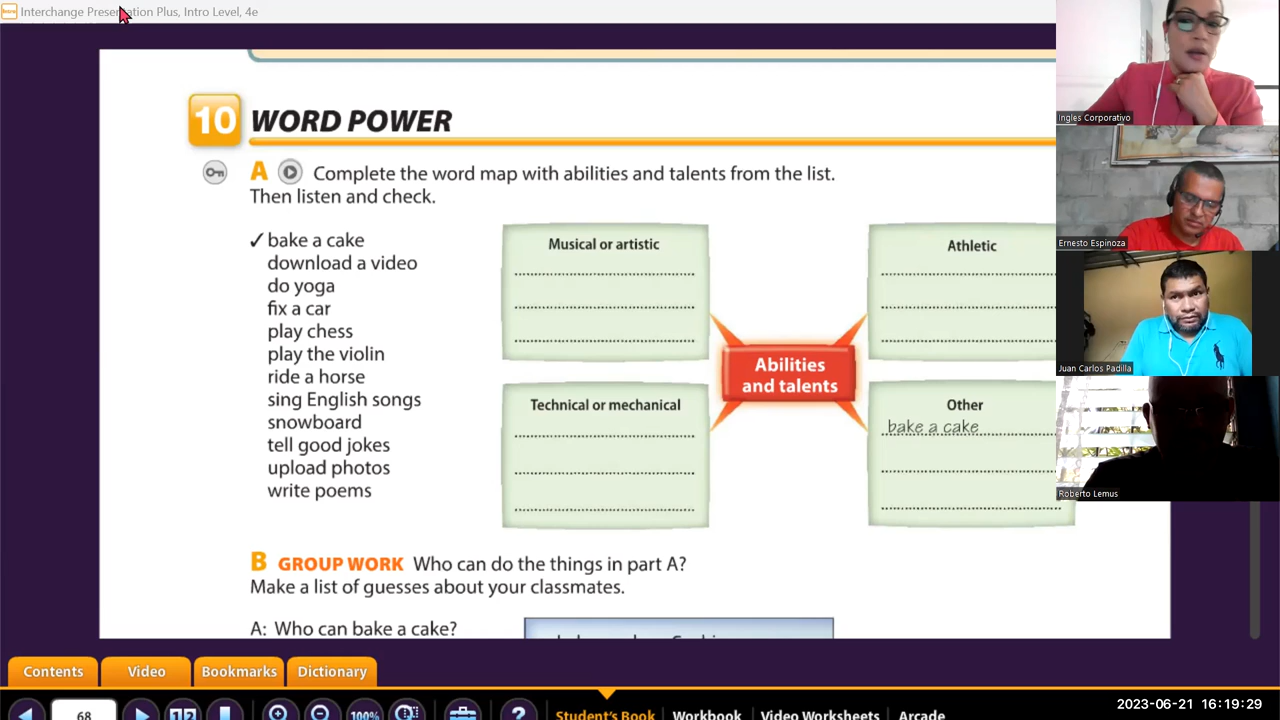 Interchange Presentation Plus, Intro Level, 4e
10 WORD POWER
A Complete the word map with abilities and talents from the list.
Then listen and check.
✓ bake a cake
download a video
do yoga
fix a car
play chess
play the violin
ride a horse
sing English songs
snowboard
tell good jokes
upload photos
write poems
Musical or artistic
Athletic
Abilities
and talents
Technical or mechanical
Other
bake a cake
B GROUP WORK Who can do the things in part A?
Make a list of guesses about your classmates.
A: Who can bake a cake?
Ingles Corporativo
Ernesto Espinoza
Juan Carlos Padilla
Roberto Lemus
Contents
Video
Bookmarks
Dictionary
68
1 2
100%
?
Student's Book
Workbook
Video Worksheets
Arcade
2023-06-21 16:19:29